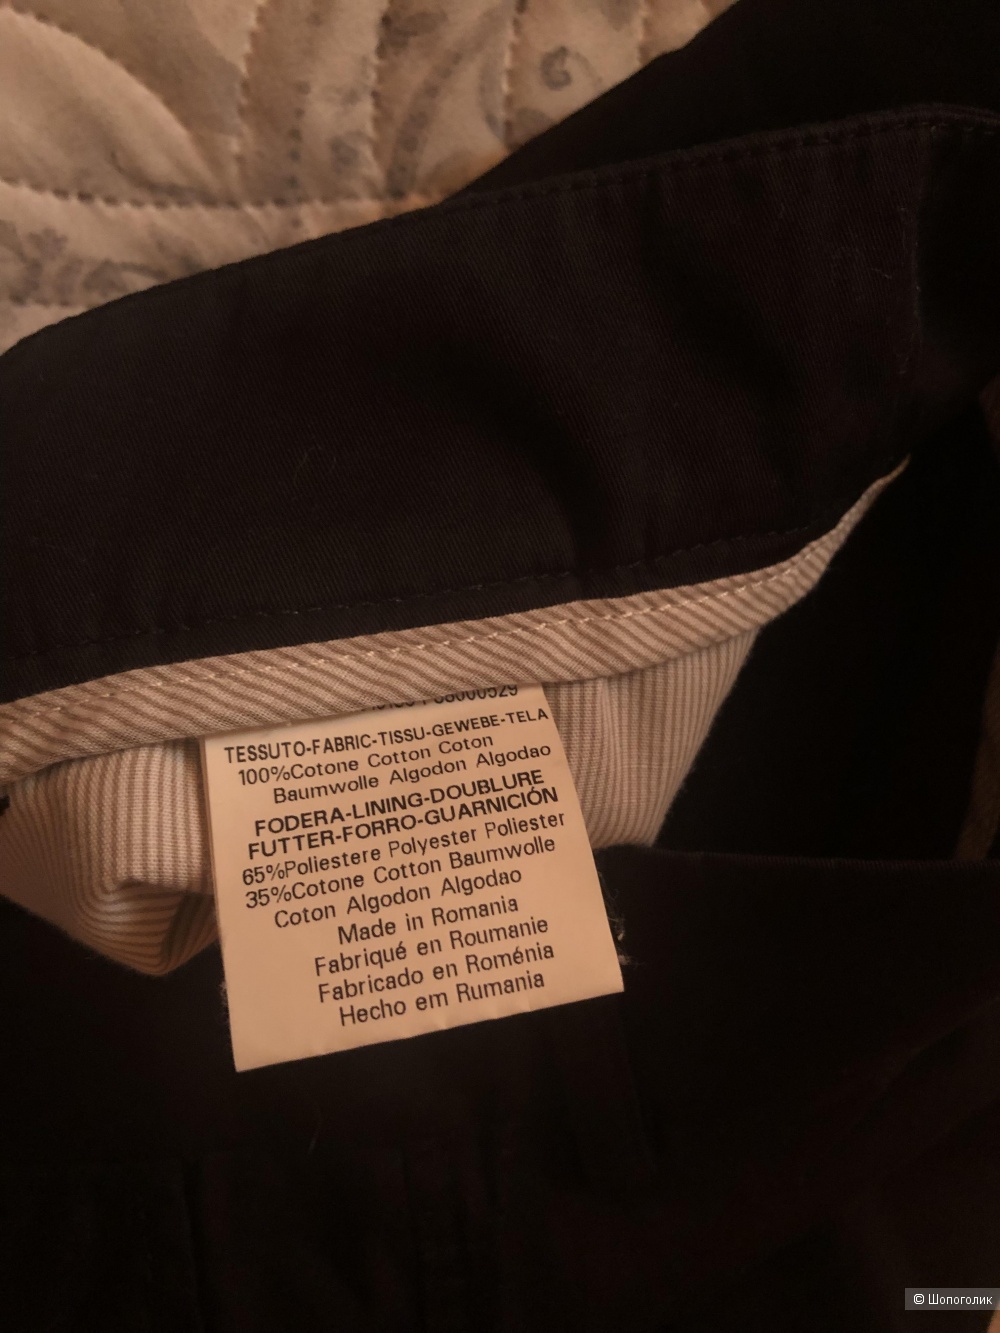 TESSUTO-FABRIC-TISSU-GEWEBE-TELA
100%Cotone Cotton Coton
Baumwolle Algodon Algodao
FODERA-LINING-DOUBLURE
FUTTER-FORRO-GUARNICIÓN
65%Poliestere Polyester Poliester
35%Cotone Cotton Baumwolle
Coton Algodon Algodao
Made in Romania
Fabriqué en Roumanie
Fabricado en Roménia
Hecho em Rumania
© Шопоголик